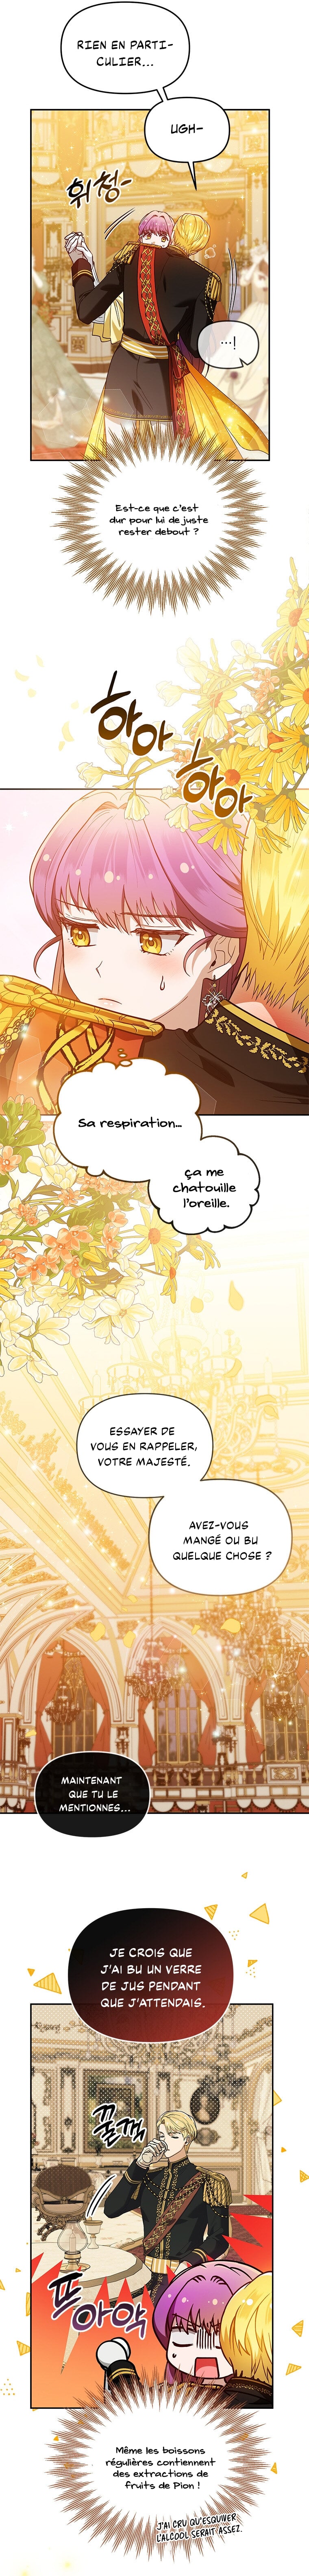 RIEN EN PARTI-
CULIER...
UGH-
휘청-
...!
Est-ce que c'est
dur pour lui de juste
rester debout ?
하아
하아
Sa respiration...
ça me
chatouille
l'oreille.
ESSAYER DE
VOUS EN RAPPELER,
VOTRE MAJESTÉ.
AVEZ-VOUS
MANGÉ OU BU
QUELQUE CHOSE ?
MAINTENANT
QUE TU LE
MENTIONNES...
JE CROIS QUE
J'AI BU UN VERRE
DE JUS PENDANT
QUE J'ATTENDAIS.
꿀꺽
끄아악
Même les boissons
régulières contiennent
des extractions de
fruits de Pion !
J'AI CRU QU'ESQUIVER
L'ALCOOL SERAIT ASSEZ.